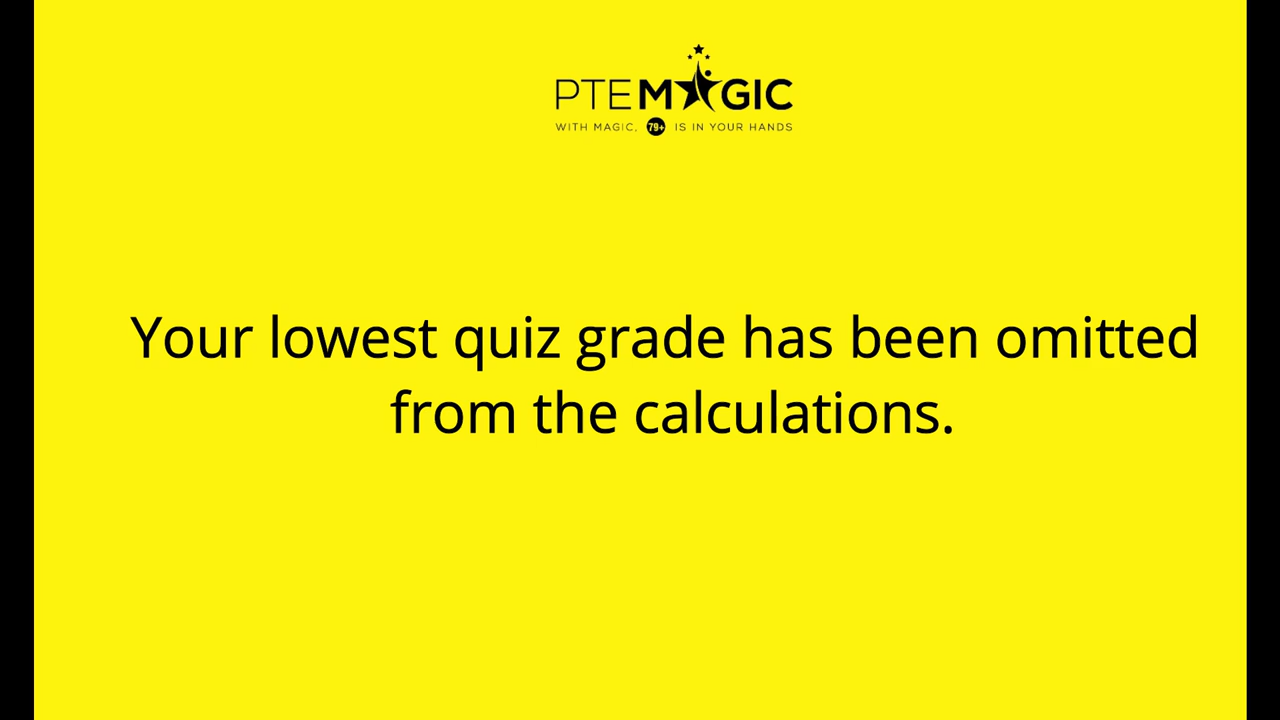 PTEMAGIC
WITH MAGIC, 79+ IS IN YOUR HANDS
Your lowest quiz grade has been omitted
from the calculations.